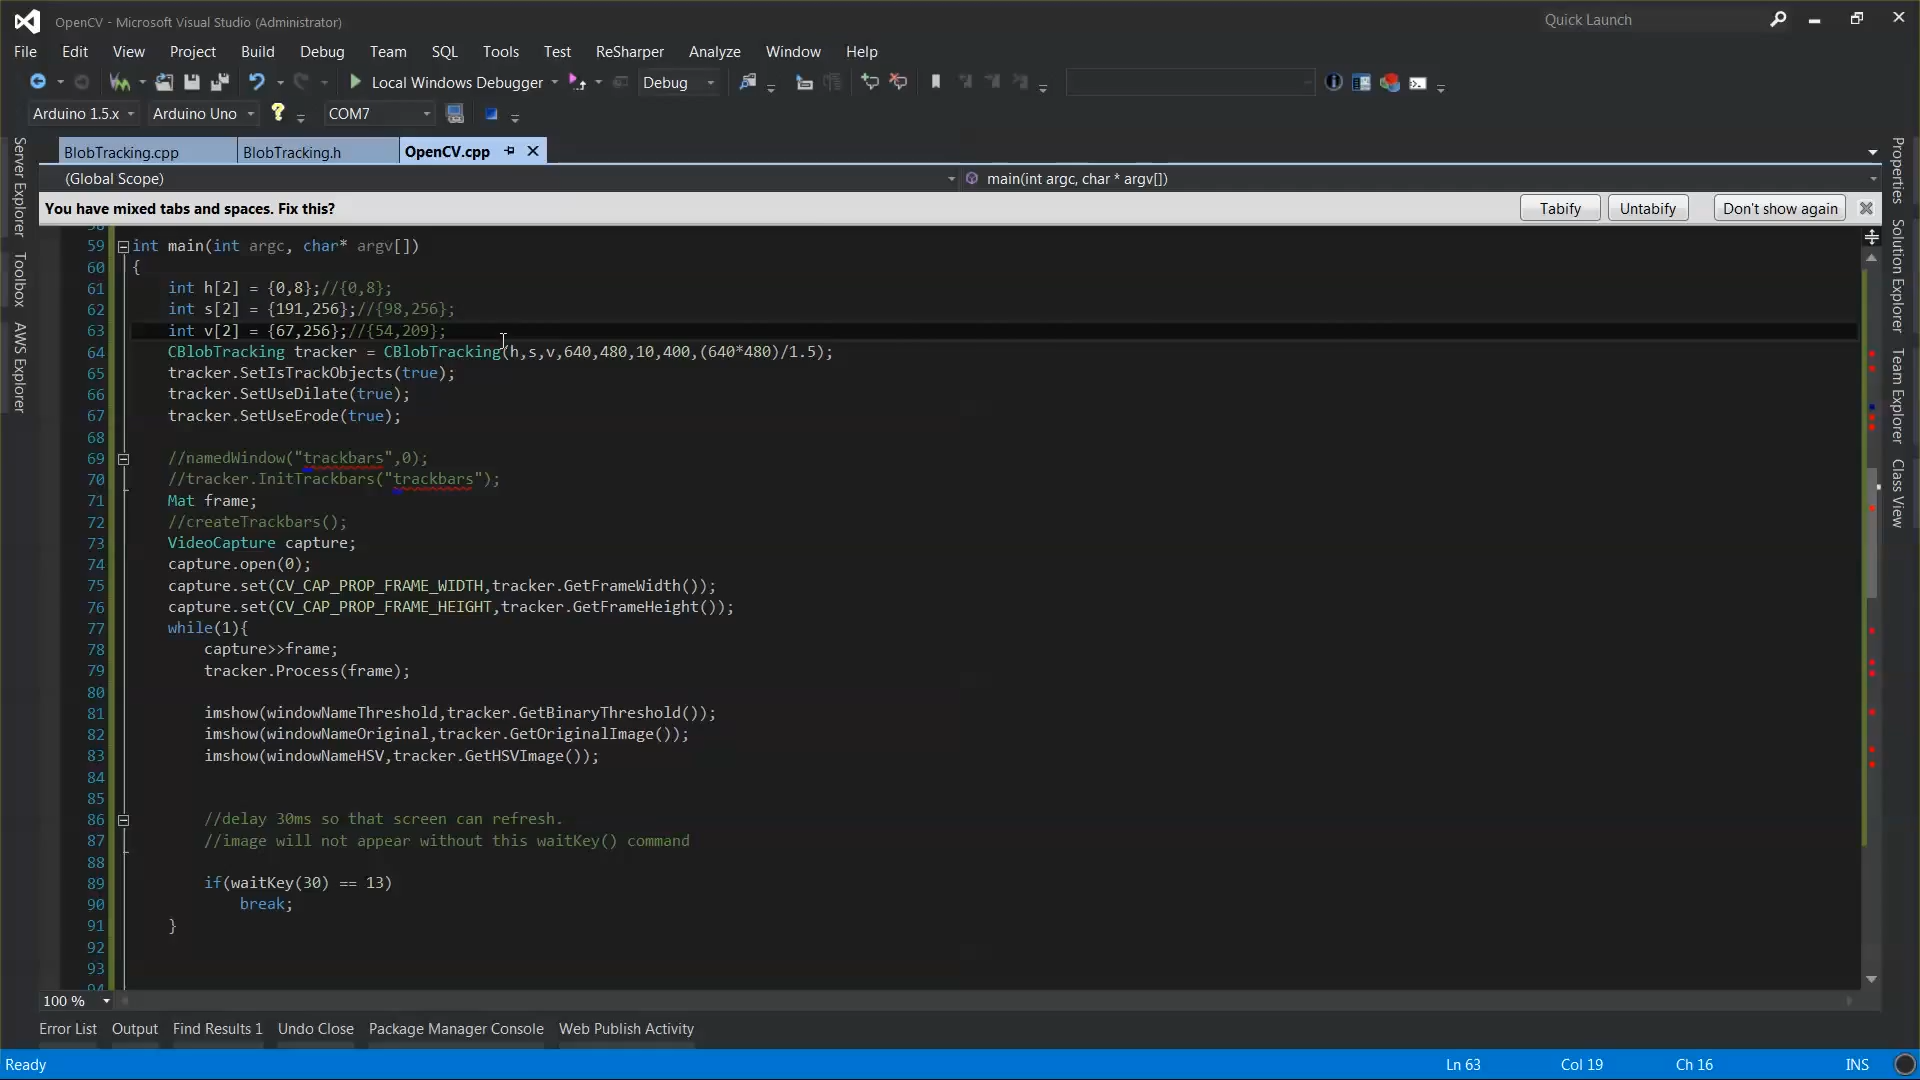 OpenCV - Microsoft Visual Studio (Administrator)
Quick Launch
File Edit View Project Build Debug Team SQL Tools Test ReSharper Analyze Window Help
Local Windows Debugger Debug
Arduino 1.5.x Arduino Uno COM7
BlobTracking.cpp BlobTracking.h OpenCV.cpp
(Global Scope) main(int argc, char * argv[])
You have mixed tabs and spaces. Fix this? Tabify Untabify Don't show again
Server Explorer
Toolbox
AWS Explorer
59 int main(int argc, char* argv[])
60 {
61 int h[2] = {0,8};//{0,8};
62 int s[2] = {191,256};//{98,256};
63 int v[2] = {67,256};//{54,209};
64 CBlobTracking tracker = CBlobTracking(h,s,v,640,480,10,400,(640*480)/1.5);
65 tracker.SetIsTrackObjects(true);
66 tracker.SetUseDilate(true);
67 tracker.SetUseErode(true);
68
69 //namedWindow("trackbars",0);
70 //tracker.InitTrackbars("trackbars");
71 Mat frame;
72 //createTrackbars();
73 VideoCapture capture;
74 capture.open(0);
75 capture.set(CV_CAP_PROP_FRAME_WIDTH,tracker.GetFrameWidth());
76 capture.set(CV_CAP_PROP_FRAME_HEIGHT,tracker.GetFrameHeight());
77 while(1){
78 capture>>frame;
79 tracker.Process(frame);
80
81 imshow(windowNameThreshold,tracker.GetBinaryThreshold());
82 imshow(windowNameOriginal,tracker.GetOriginalImage());
83 imshow(windowNameHSV,tracker.GetHSVImage());
84
85
86 //delay 30ms so that screen can refresh.
87 //image will not appear without this waitKey() command
88
89 if(waitKey(30) == 13)
90 break;
91 }
92
93
Properties
Solution Explorer
Team Explorer
Class View
100 %
Error List Output Find Results 1 Undo Close Package Manager Console Web Publish Activity
Ready Ln 63 Col 19 Ch 16 INS